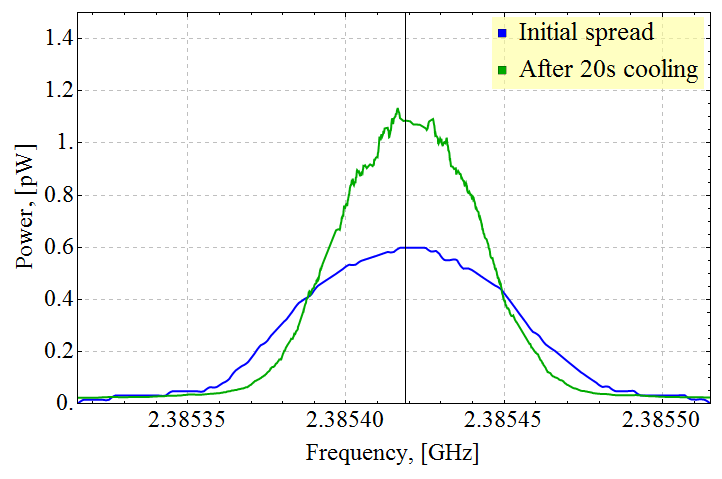 Initial spread
After 20s cooling
Power, [pW]
1.4
1.2
1.
0.8
0.6
0.4
0.2
0.
2.38535 2.38540 2.38545 2.38550
Frequency, [GHz]